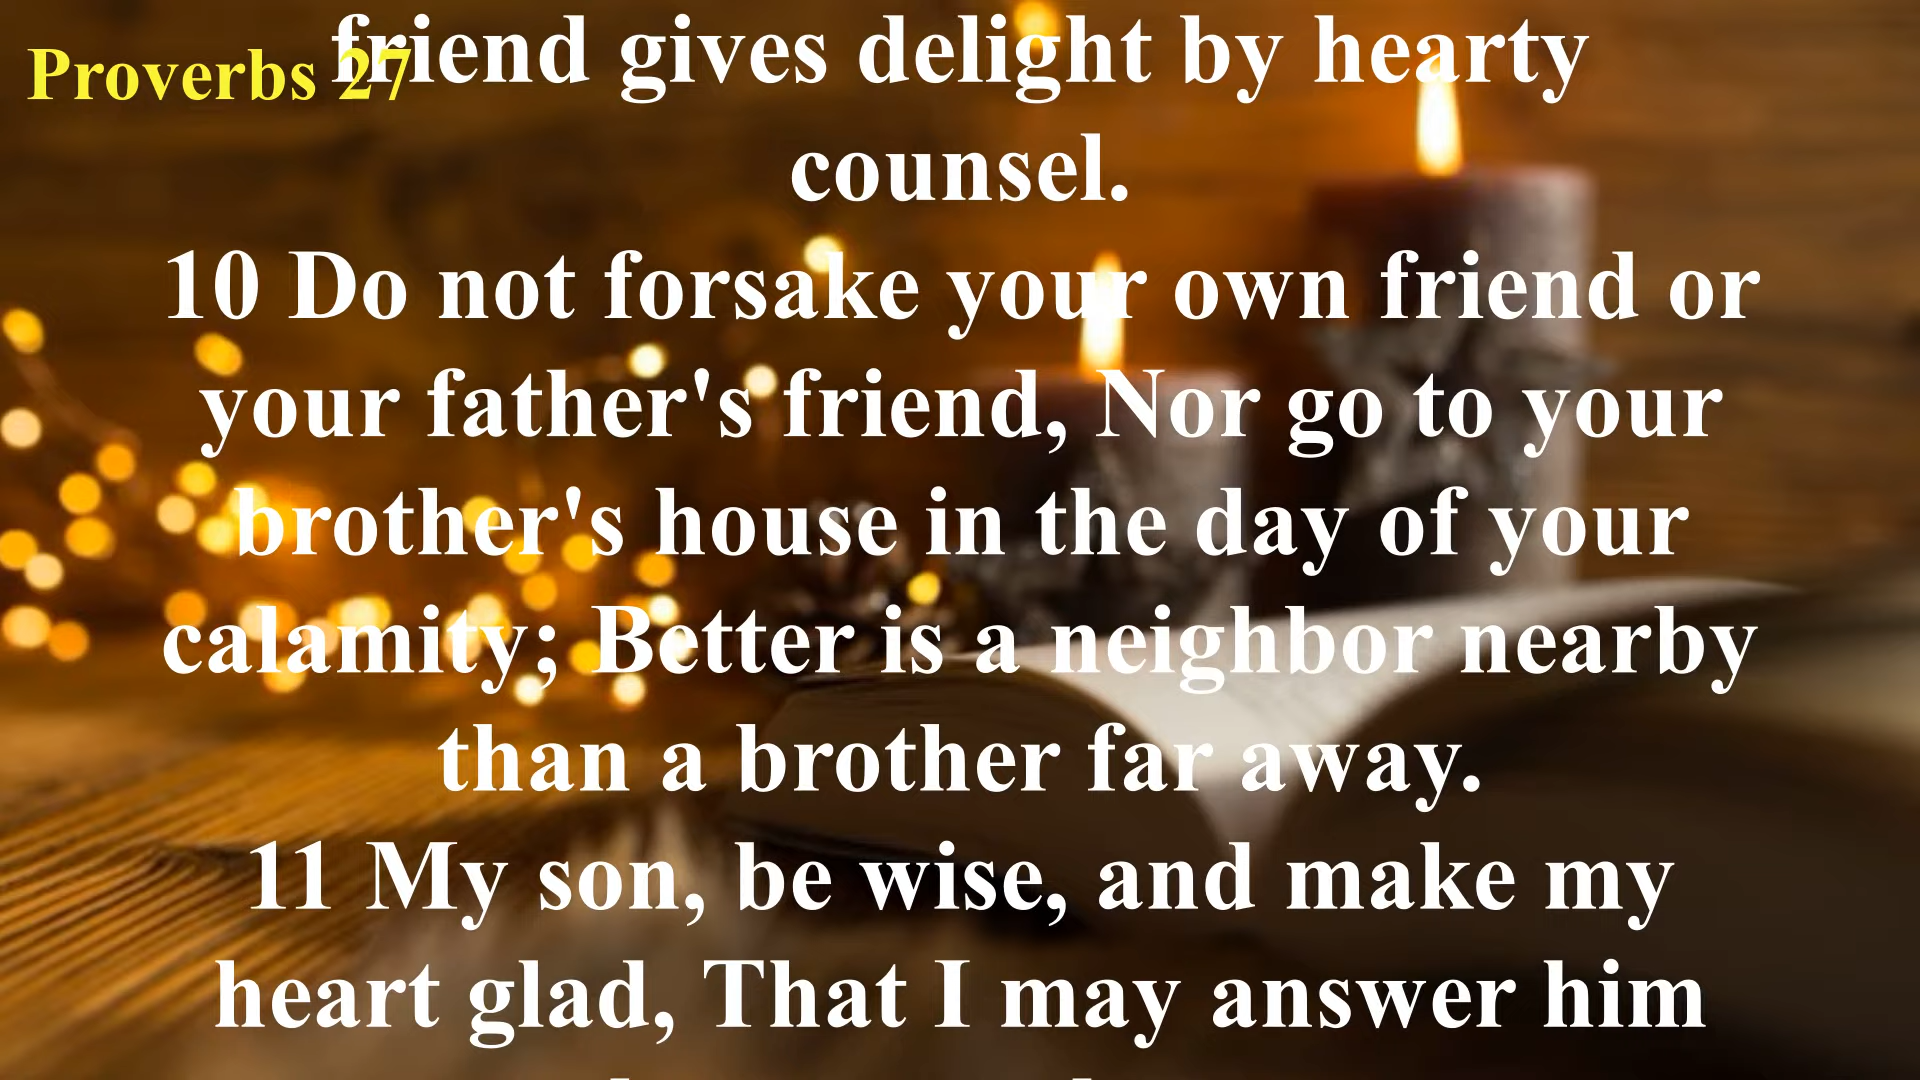 Proverbs 27
friend gives delight by hearty
counsel.
10 Do not forsake your own friend or
your father's friend, Nor go to your
brother's house in the day of your
calamity; Better is a neighbor nearby
than a brother far away.
11 My son, be wise, and make my
heart glad, That I may answer him